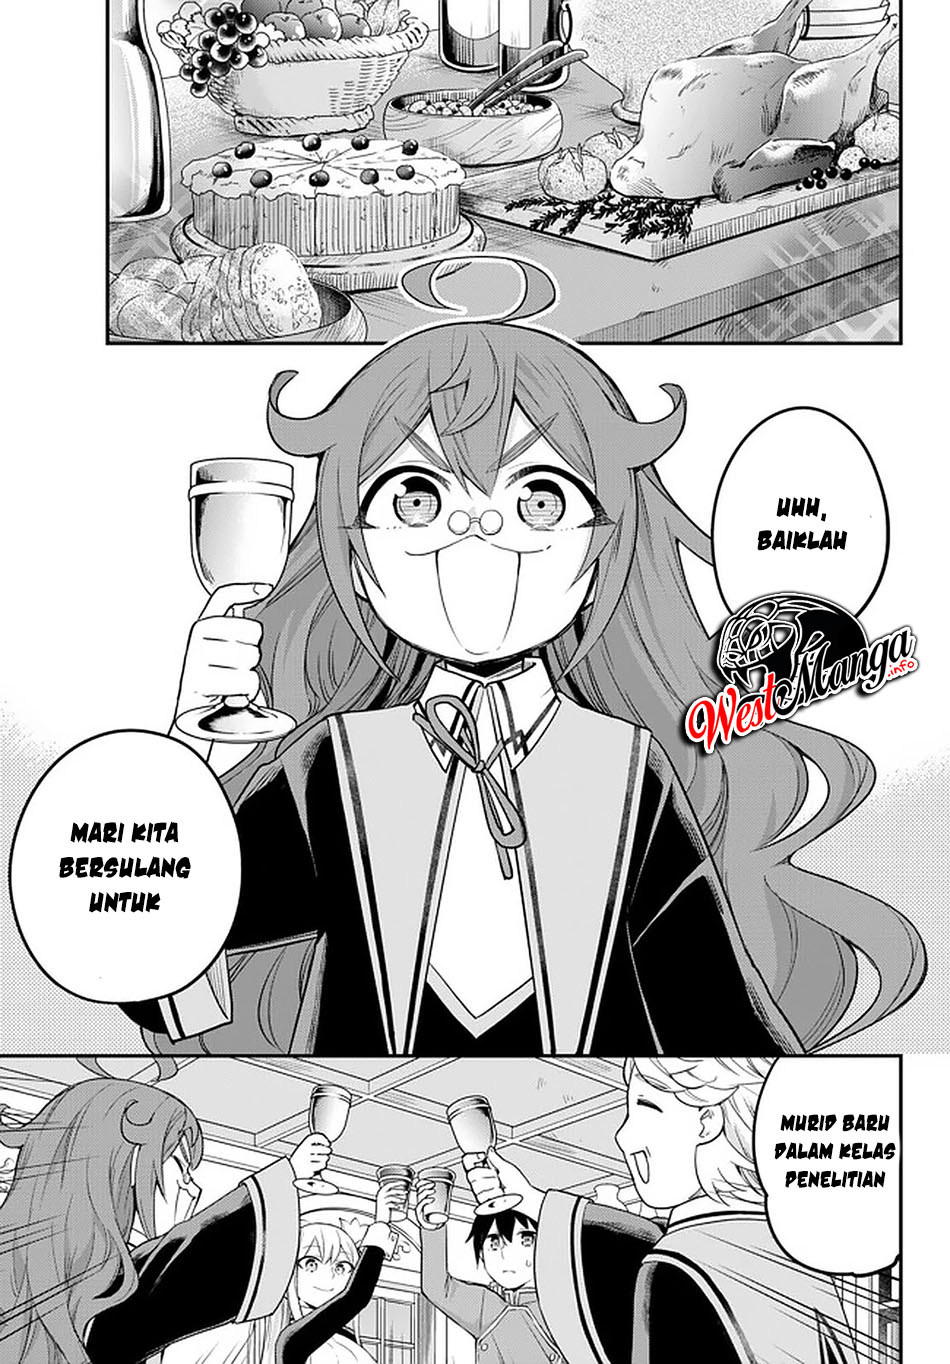 UHH,
BAIKLAH
WestManga
.info
MARI KITA
BERSULANG
UNTUK
MURID BARU
DALAM KELAS
PENELITIAN